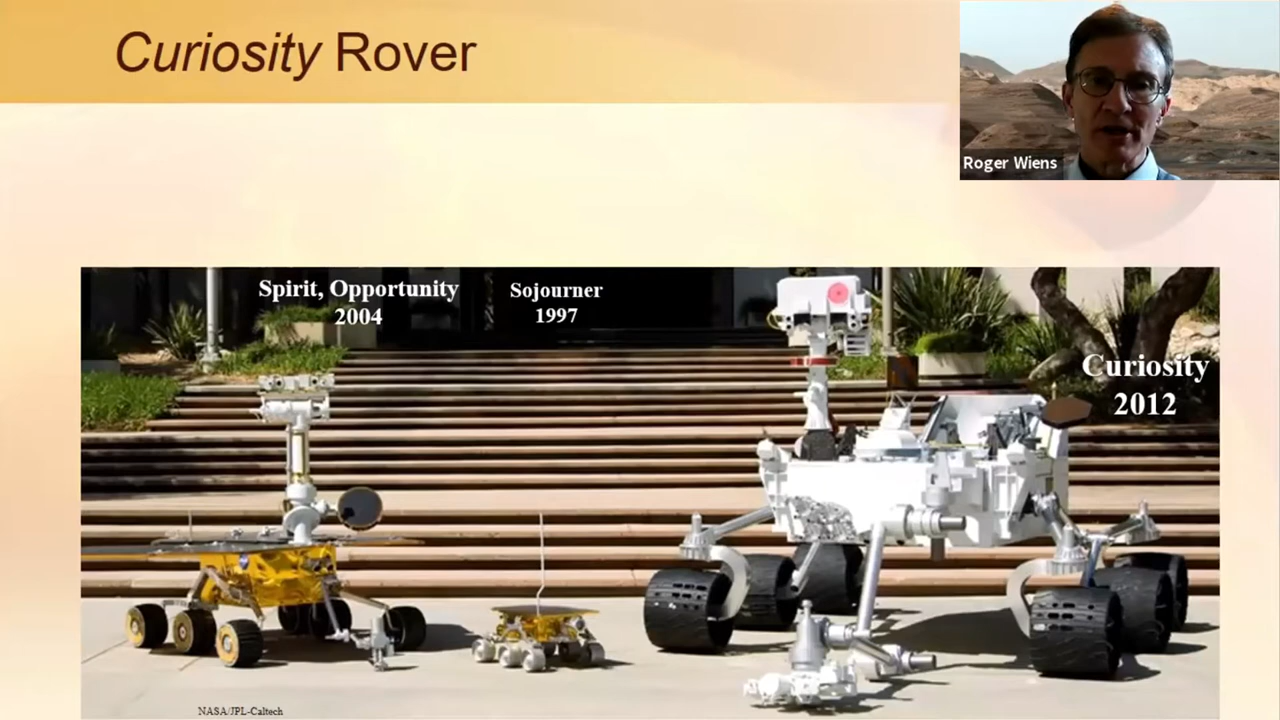 Curiosity Rover
Roger Wiens
Spirit, Opportunity
2004
Sojourner
1997
Curiosity
2012
NASA/JPL-Caltech